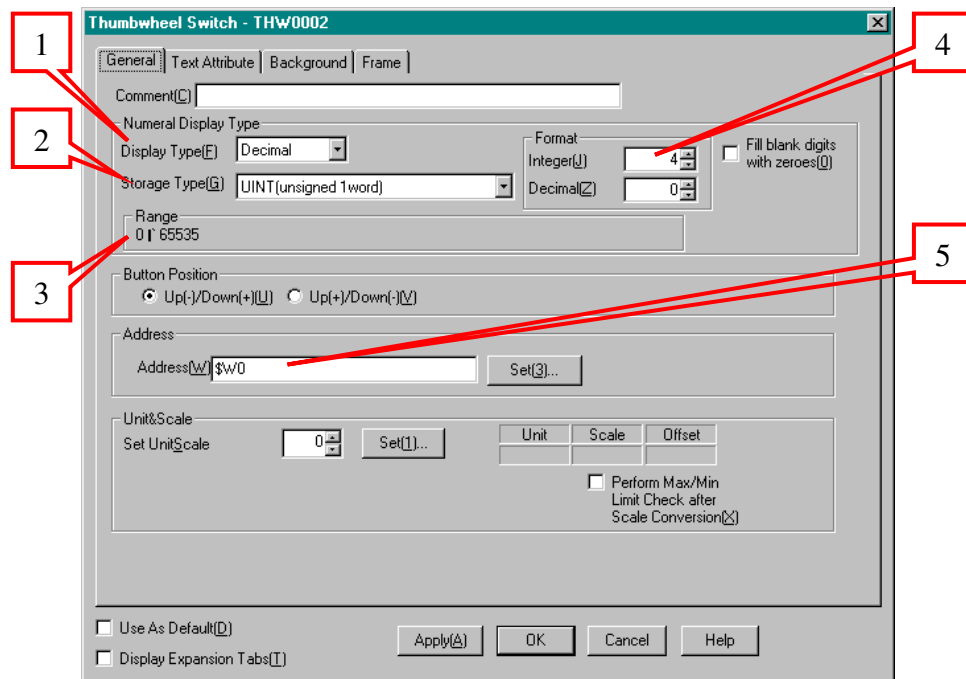 Thumbwheel Switch - THW0002
1
4
General Text Attribute Background Frame
Comment(C)
2
Numeral Display Type
Display Type(F) Decimal
Format
Integer(J) 4
Fill blank digits
with zeroes(0)
Storage Type(G) UINT(unsigned 1word)
Decimal(Z) 0
Range
65535
3
5
Button Position
Up(-)/Down(+)(U) Up(+)/Down(-)(V)
Address
Address(W) $W0 Set(3)...
Unit&Scale
Set UnitScale 0 Set(1)...
Unit Scale Offset
Perform Max/Min
Limit Check after
Scale Conversion(X)
Use As Default(D)
Apply(A) OK Cancel Help
Display Expansion Tabs(T)